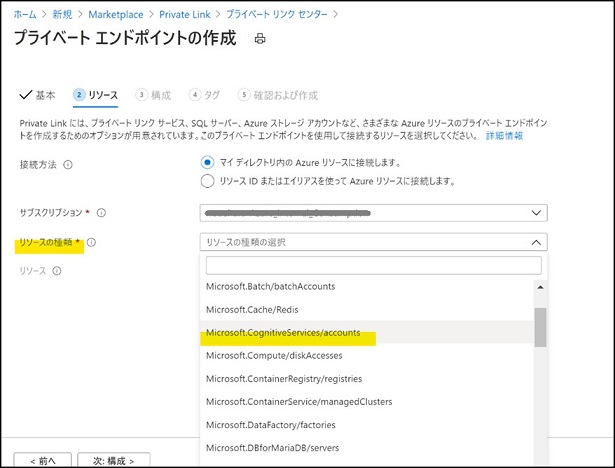 ホーム > 新規 > Marketplace > Private Link > プライベート リンク センター >
プライベート エンドポイントの作成
基本 2 リソース 3 構成 4 タグ 5 確認および作成
Private Link には、プライベート リンク サービス、SQL サーバー、Azure ストレージ アカウントなど、さまざまな Azure リソースのプライベート エンドポイン
トを作成するためのオプションが用意されています。このプライベート エンドポイントを使用して接続するリソースを選択してください。 詳細情報
接続方法 マイ ディレクトリ内の Azure リソースに接続します。
リソース ID またはエイリアスを使って Azure リソースに接続します。
サブスクリプション *
リソースの種類 * リソースの種類の選択
リソース
Microsoft.Batch/batchAccounts
Microsoft.Cache/Redis
Microsoft.CognitiveServices/accounts
Microsoft.Compute/diskAccesses
Microsoft.ContainerRegistry/registries
Microsoft.ContainerService/managedClusters
Microsoft.DataFactory/factories
Microsoft.DBforMariaDB/servers
< 前へ 次: 構成 >